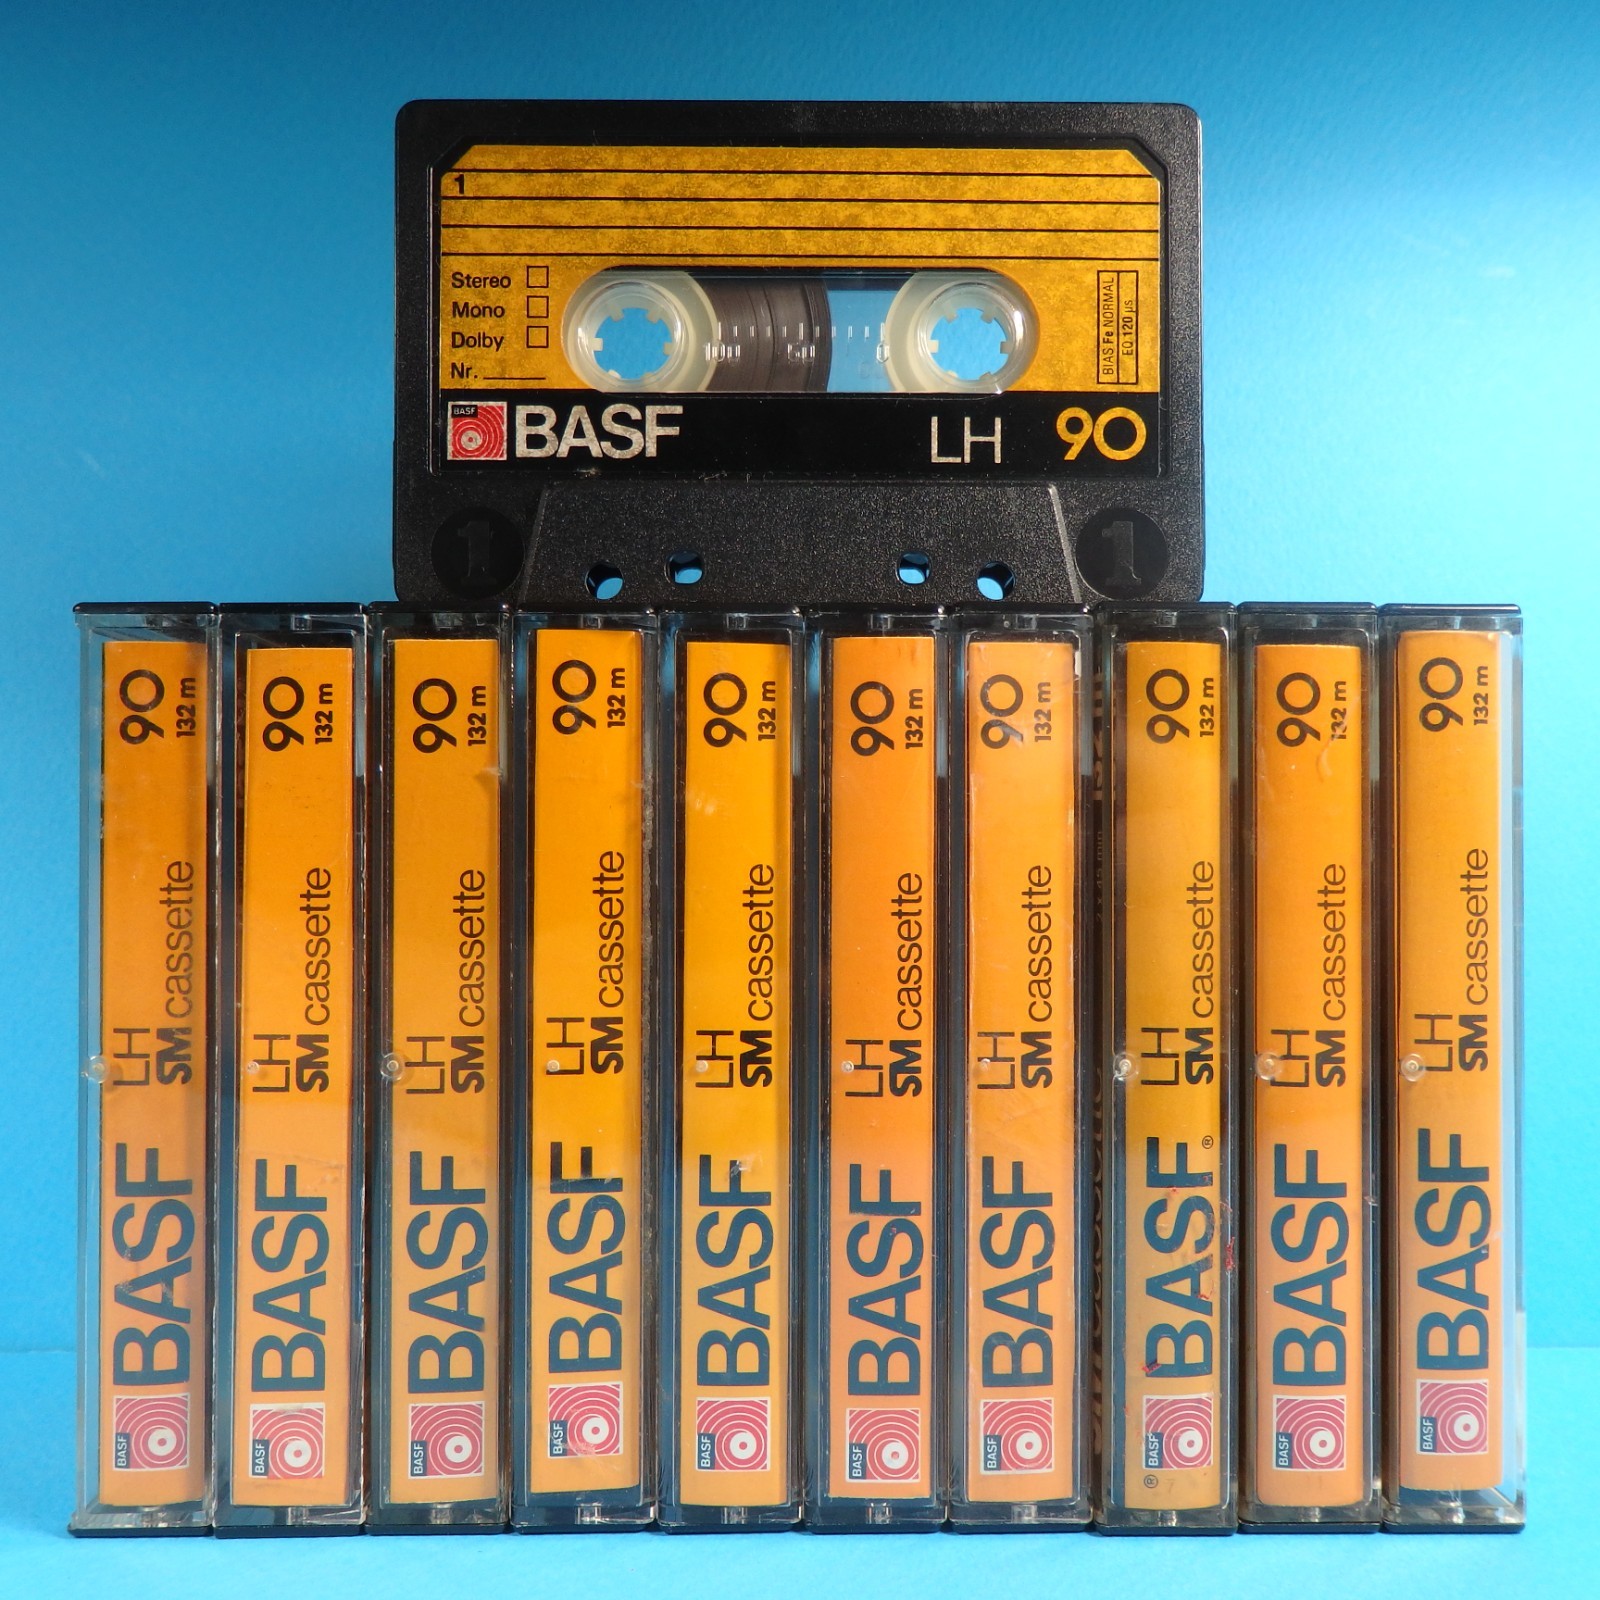 1
Stereo
Mono
Dolby
Nr.
BIAS Fe NORMAL
EQ 120 µs
BASF
BASF
LH
90
1
1
BASF
BASF
LH
SM cassette
90
132 m
BASF
BASF
LH
SM cassette
90
132 m
BASF
BASF
LH
SM cassette
90
132 m
BASF
BASF
LH
SM cassette
90
132 m
BASF
BASF
LH
SM cassette
90
132 m
BASF
BASF
LH
SM cassette
90
132 m
BASF
BASF
LH
SM cassette
90
132 m
BASF
®
BASF®
LH
SM cassette
90
132 m
BASF
BASF
LH
SM cassette
90
132 m
BASF
BASF
LH
SM cassette
90
132 m